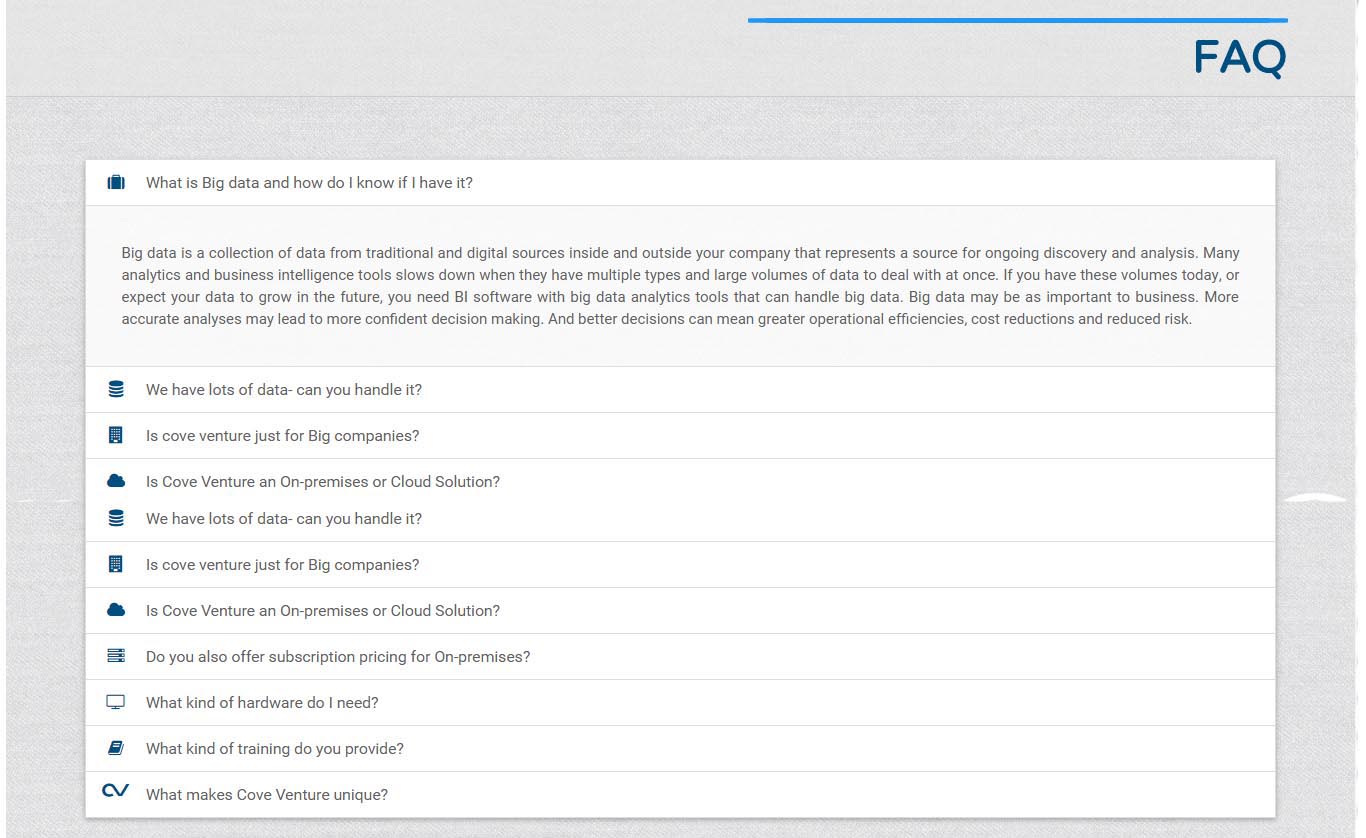 FAQ
What is Big data and how do I know if I have it?
Big data is a collection of data from traditional and digital sources inside and outside your company that represents a source for ongoing discovery and analysis. Many
analytics and business intelligence tools slows down when they have multiple types and large volumes of data to deal with at once. If you have these volumes today, or
expect your data to grow in the future, you need BI software with big data analytics tools that can handle big data. Big data may be as important to business. More
accurate analyses may lead to more confident decision making. And better decisions can mean greater operational efficiencies, cost reductions and reduced risk.
We have lots of data- can you handle it?
Is cove venture just for Big companies?
Is Cove Venture an On-premises or Cloud Solution?
We have lots of data- can you handle it?
Is cove venture just for Big companies?
Is Cove Venture an On-premises or Cloud Solution?
Do you also offer subscription pricing for On-premises?
What kind of hardware do I need?
What kind of training do you provide?
What makes Cove Venture unique?